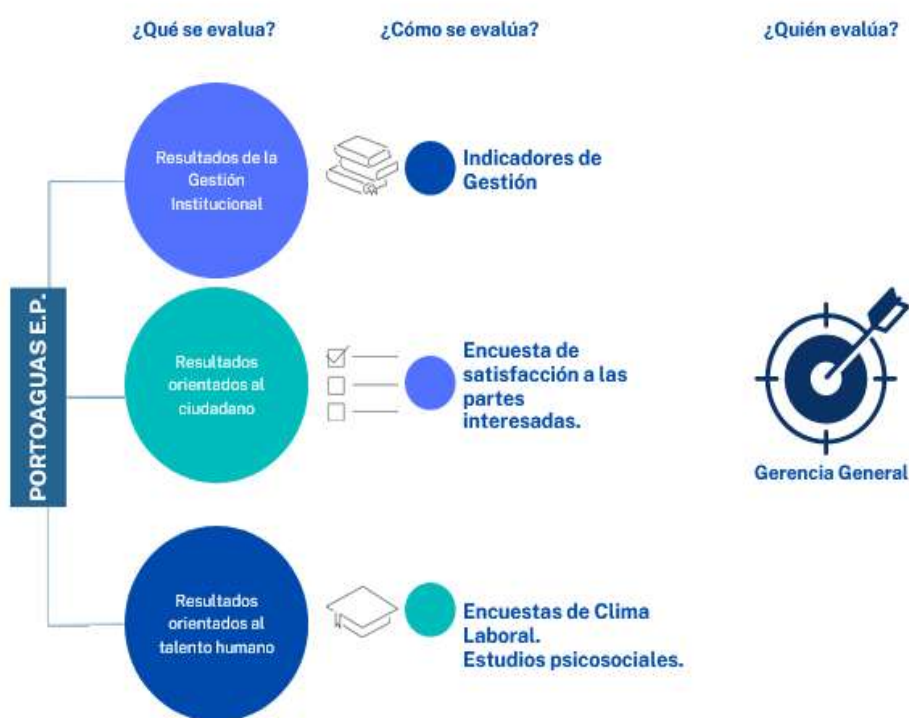 ¿Qué se evalua?
¿Cómo se evalúa?
¿Quién evalúa?
PORTOAGUAS E.P.
Resultados de la
Gestión
Institucional
Indicadores de
Gestión
Resultados
orientados al
ciudadano
Encuesta de
satisfacción a las
partes
interesadas.
Gerencia General
Resultados
orientados al
talento humano
Encuestas de Clima
Laboral.
Estudios psicosociales.